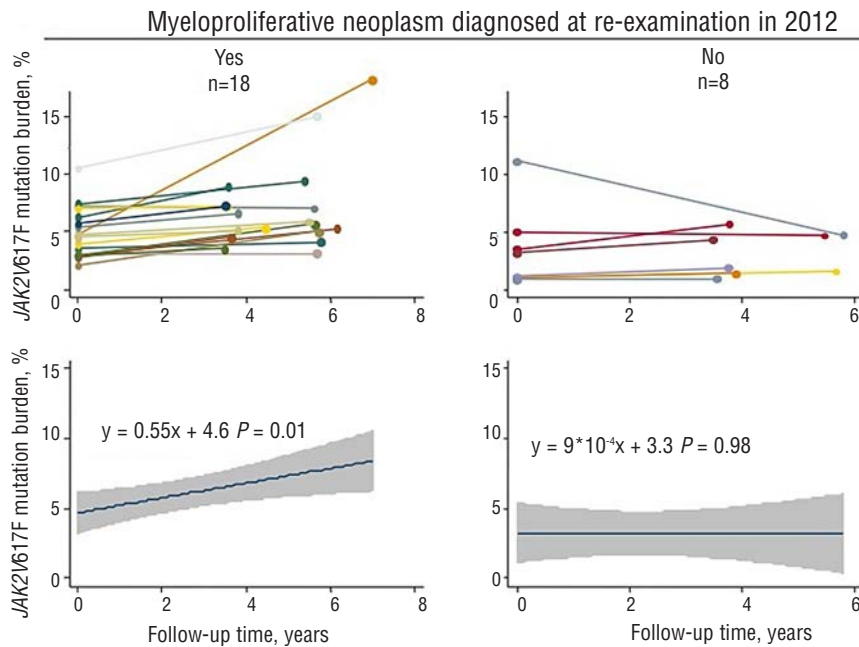 Myeloproliferative neoplasm diagnosed at re-examination in 2012
Yes
n=18
No
n=8
JAK2V617F mutation burden, %
15
10
5
0
0 2 4 6 8
15
10
5
0
0 2 4 6
JAK2V617F mutation burden, %
15
10
5
0
y = 0.55x + 4.6 P = 0.01
0 2 4 6 8
Follow-up time, years
15
10
5
0
y = 9*10⁻⁴x + 3.3 P = 0.98
0 2 4 6
Follow-up time, years